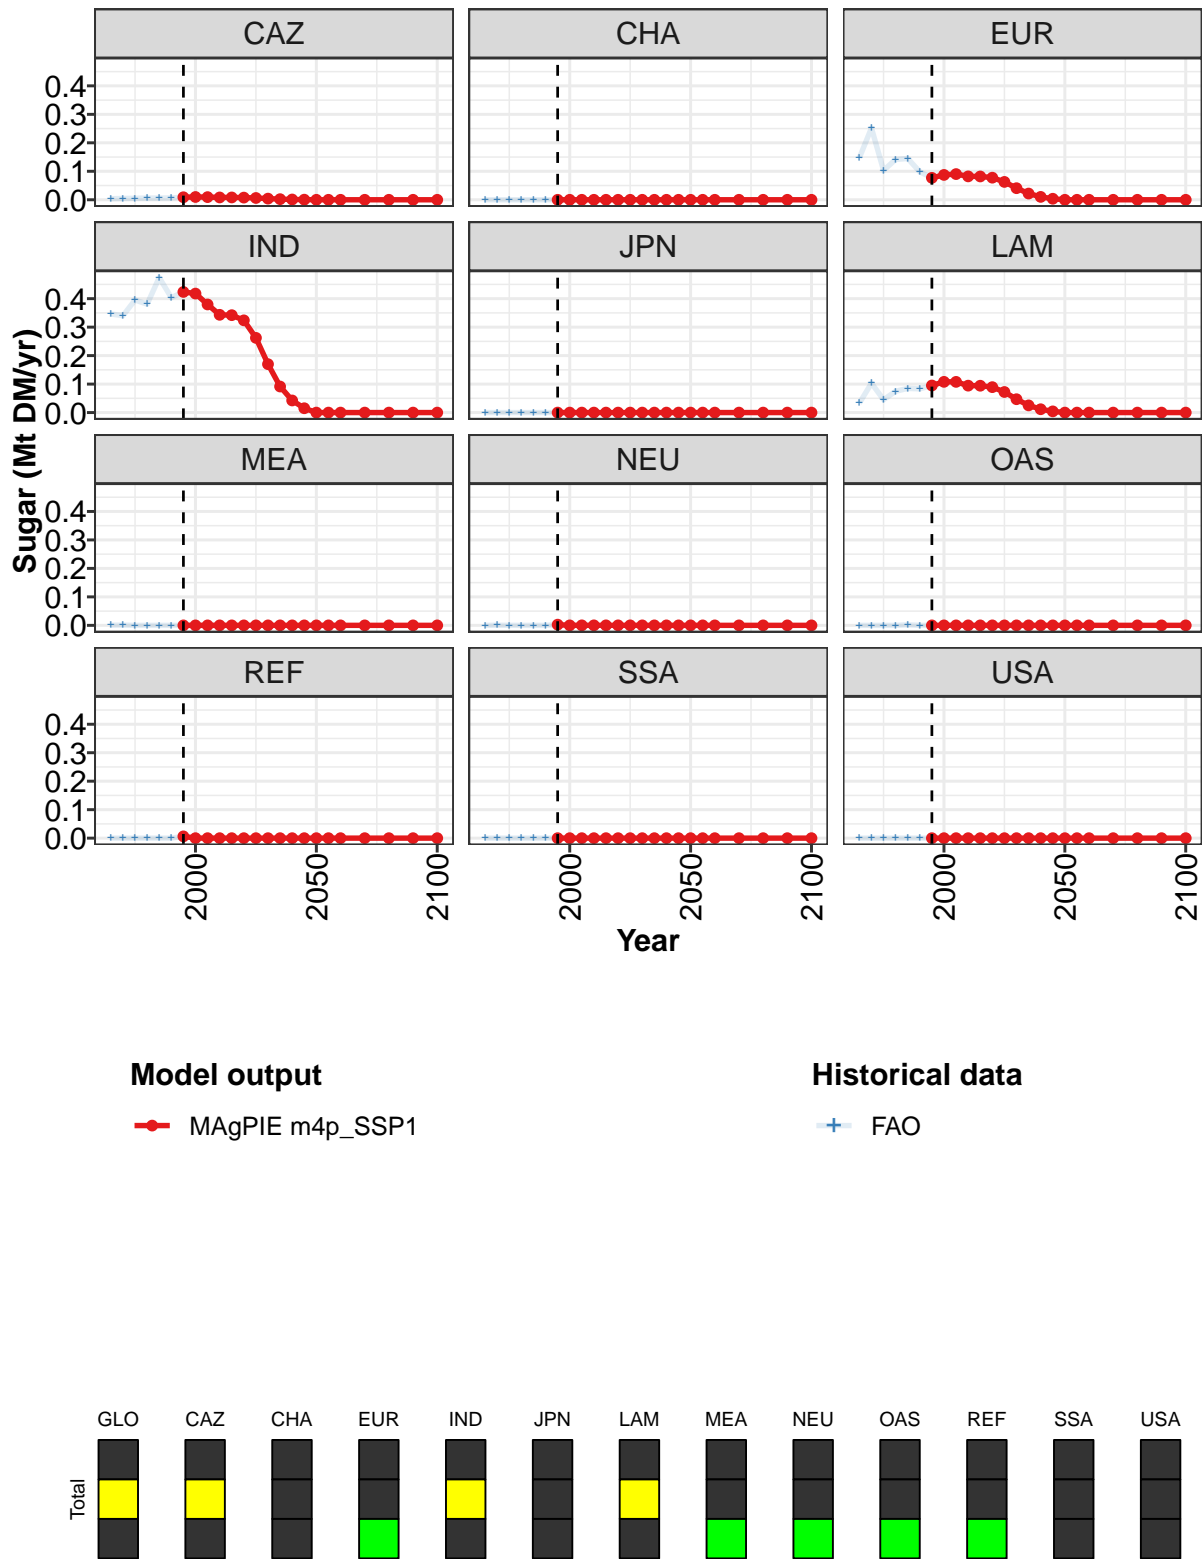 CAZ CHA EUR
0.4
0.3
0.2
0.1
0.0
IND JPN LAM
0.4
0.3
0.2
0.1
0.0
MEA NEU OAS
0.4
0.3
0.2
0.1
0.0
REF SSA USA
0.4
0.3
0.2
0.1
0.0
Sugar (Mt DM/yr)
2000 2050 2100 2000 2050 2100 2000 2050 2100
Year
Model output Historical data
MAgPIE m4p_SSP1 FAO
GLO CAZ CHA EUR IND JPN LAM MEA NEU OAS REF SSA USA
Total